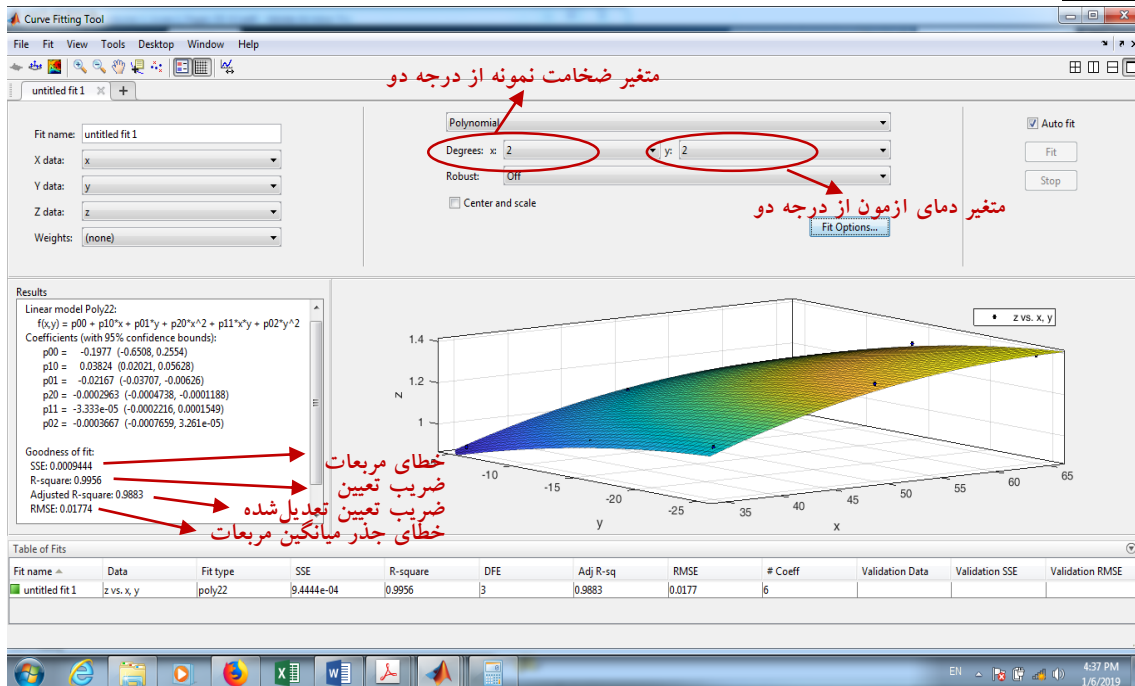 Curve Fitting Tool
File Fit View Tools Desktop Window Help
untitled fit 1
متغیر ضخامت نمونه از درجه دو
Fit name: untitled fit 1
X data: x
Y data: y
Z data: z
Weights: (none)
Polynomial
Degrees: x: 2 y: 2
Robust: Off
Center and scale
متغیر دمای ازمون از درجه دو
Fit Options...
Auto fit
Fit
Stop
Results
Linear model Poly22:
f(x,y) = p00 + p10*x + p01*y + p20*x^2 + p11*x*y + p02*y^2
Coefficients (with 95% confidence bounds):
p00 = -0.1977 (-0.6508, 0.2554)
p10 = 0.03824 (0.02021, 0.05628)
p01 = -0.02167 (-0.03707, -0.00626)
p20 = -0.0002963 (-0.0004738, -0.0001188)
p11 = -3.333e-05 (-0.0002216, 0.0001549)
p02 = -0.0003667 (-0.0007659, 3.261e-05)
Goodness of fit:
SSE: 0.0009444
R-square: 0.9956
Adjusted R-square: 0.9883
RMSE: 0.01774
خطای مربعات
ضریب تعیین
ضریب تعیین تعدیل‌شده
خطای جذر میانگین مربعات
z vs. x, y
1.4
1.2
1
z
-10
-15
-20
-25
y
35
40
45
50
55
60
65
x
Table of Fits
Fit name Data Fit type SSE R-square DFE Adj R-sq RMSE # Coeff Validation Data Validation SSE Validation RMSE
untitled fit 1 z vs. x, y poly22 9.4444e-04 0.9956 3 0.9883 0.0177 6
EN
4:37 PM
1/6/2019